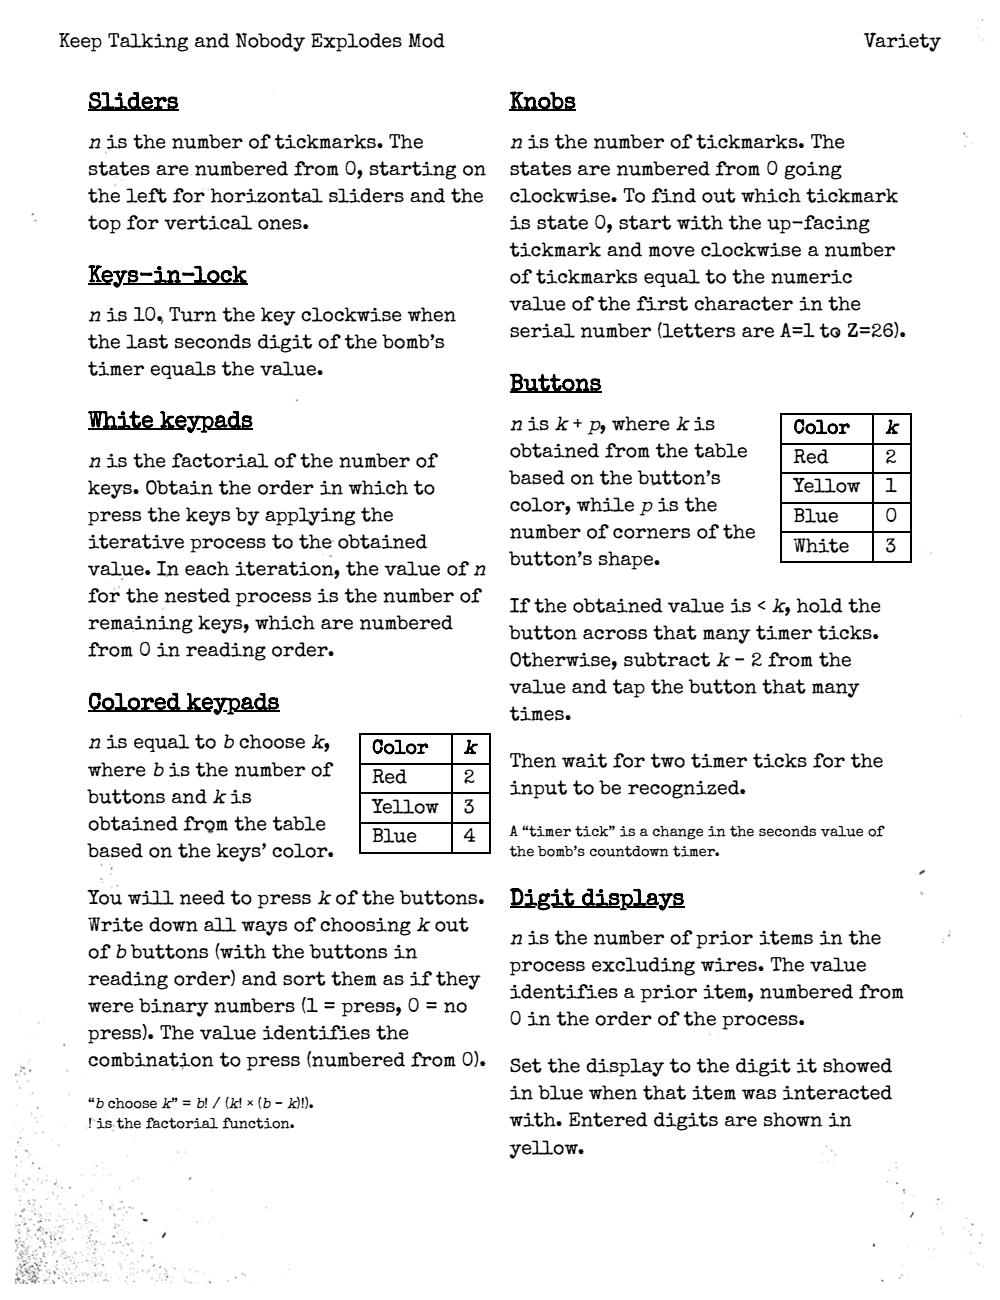 Keep Talking and Nobody Explodes Mod
Variety
Sliders
n is the number of tickmarks. The
states are numbered from 0, starting on
the left for horizontal sliders and the
top for vertical ones.
Keys-in-lock
n is 10. Turn the key clockwise when
the last seconds digit of the bomb's
timer equals the value.
White keypads
n is the factorial of the number of
keys. Obtain the order in which to
press the keys by applying the
iterative process to the obtained
value. In each iteration, the value of n
for the nested process is the number of
remaining keys, which are numbered
from 0 in reading order.
Colored keypads
n is equal to b choose k,
where b is the number of
buttons and k is
obtained from the table
based on the keys' color.
Color k
Red 2
Yellow 3
Blue 4
You will need to press k of the buttons.
Write down all ways of choosing k out
of b buttons (with the buttons in
reading order) and sort them as if they
were binary numbers (1 = press, 0 = no
press). The value identifies the
combination to press (numbered from 0).
“b choose k” = b! / (k! × (b − k)!).
! is the factorial function.
Knobs
n is the number of tickmarks. The
states are numbered from 0 going
clockwise. To find out which tickmark
is state 0, start with the up-facing
tickmark and move clockwise a number
of tickmarks equal to the numeric
value of the first character in the
serial number (letters are A=1 to Z=26).
Buttons
n is k + p, where k is
obtained from the table
based on the button's
color, while p is the
number of corners of the
button's shape.
Color k
Red 2
Yellow 1
Blue 0
White 3
If the obtained value is < k, hold the
button across that many timer ticks.
Otherwise, subtract k − 2 from the
value and tap the button that many
times.
Then wait for two timer ticks for the
input to be recognized.
A “timer tick” is a change in the seconds value of
the bomb's countdown timer.
Digit displays
n is the number of prior items in the
process excluding wires. The value
identifies a prior item, numbered from
0 in the order of the process.
Set the display to the digit it showed
in blue when that item was interacted
with. Entered digits are shown in
yellow.